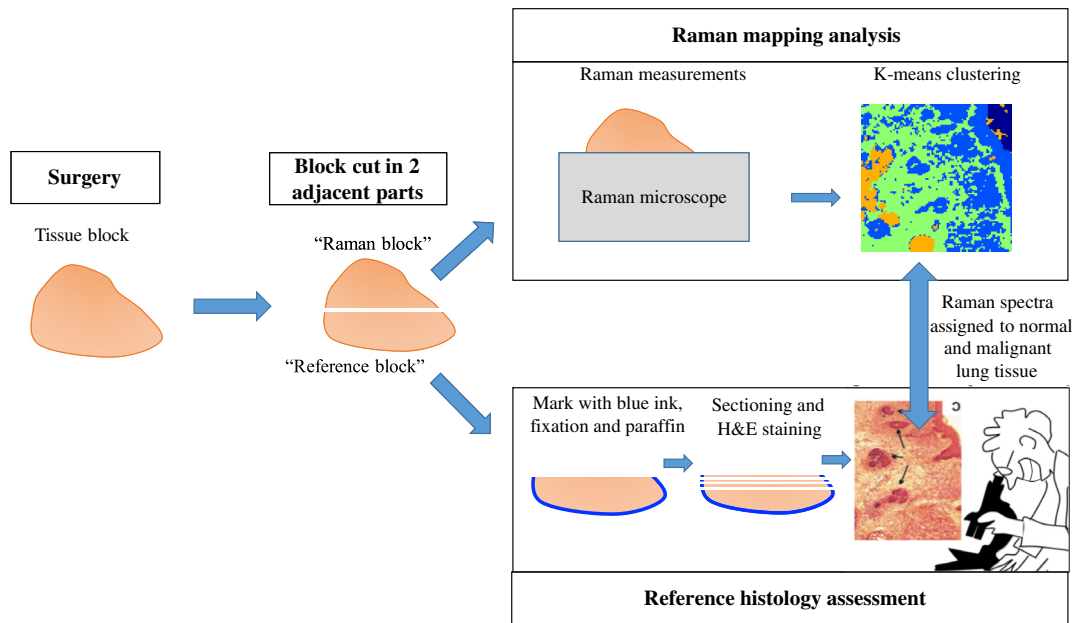 Surgery
Tissue block
Block cut in 2
adjacent parts
“Raman block”
“Reference block”
Raman mapping analysis
Raman measurements
K-means clustering
Raman microscope
Raman spectra
assigned to normal
and malignant
lung tissue
Mark with blue ink,
fixation and paraffin
Sectioning and
H&E staining
C
Reference histology assessment